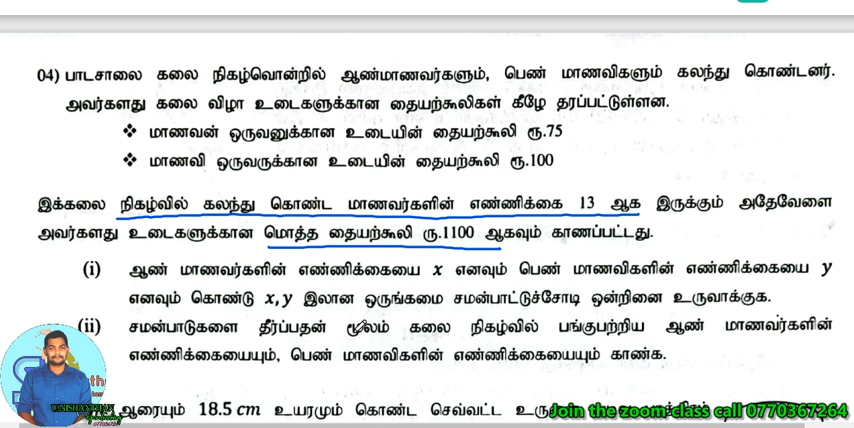 04) பாடசாலை கலை நிகழ்வொன்றில் ஆண்மாணவர்களும், பெண் மாணவிகளும் கலந்து கொண்டனர்.
அவர்களது கலை விழா உடைகளுக்கான தையற்கூலிகள் கீழே தரப்பட்டுள்ளன.
❖ மாணவன் ஒருவனுக்கான உடையின் தையற்கூலி ரூ.75
❖ மாணவி ஒருவருக்கான உடையின் தையற்கூலி ரூ.100
இக்கலை நிகழ்வில் கலந்து கொண்ட மாணவர்களின் எண்ணிக்கை 13 ஆக இருக்கும் அதேவேளை
அவர்களது உடைகளுக்கான மொத்த தையற்கூலி ரூ.1100 ஆகவும் காணப்பட்டது.
(i) ஆண் மாணவர்களின் எண்ணிக்கையை x எனவும் பெண் மாணவிகளின் எண்ணிக்கையை y
எனவும் கொண்டு x, y இலான ஒருங்கமை சமன்பாட்டுச்சோடி ஒன்றினை உருவாக்குக.
(ii) சமன்பாடுகளை தீர்ப்பதன் மூலம் கலை நிகழ்வில் பங்குபற்றிய ஆண் மாணவர்களின்
எண்ணிக்கையையும், பெண் மாணவிகளின் எண்ணிக்கையையும் காண்க.
ஆரையும் 18.5 cm உயரமும் கொண்ட செவ்வட்ட
Join the zoom class call 0770367264